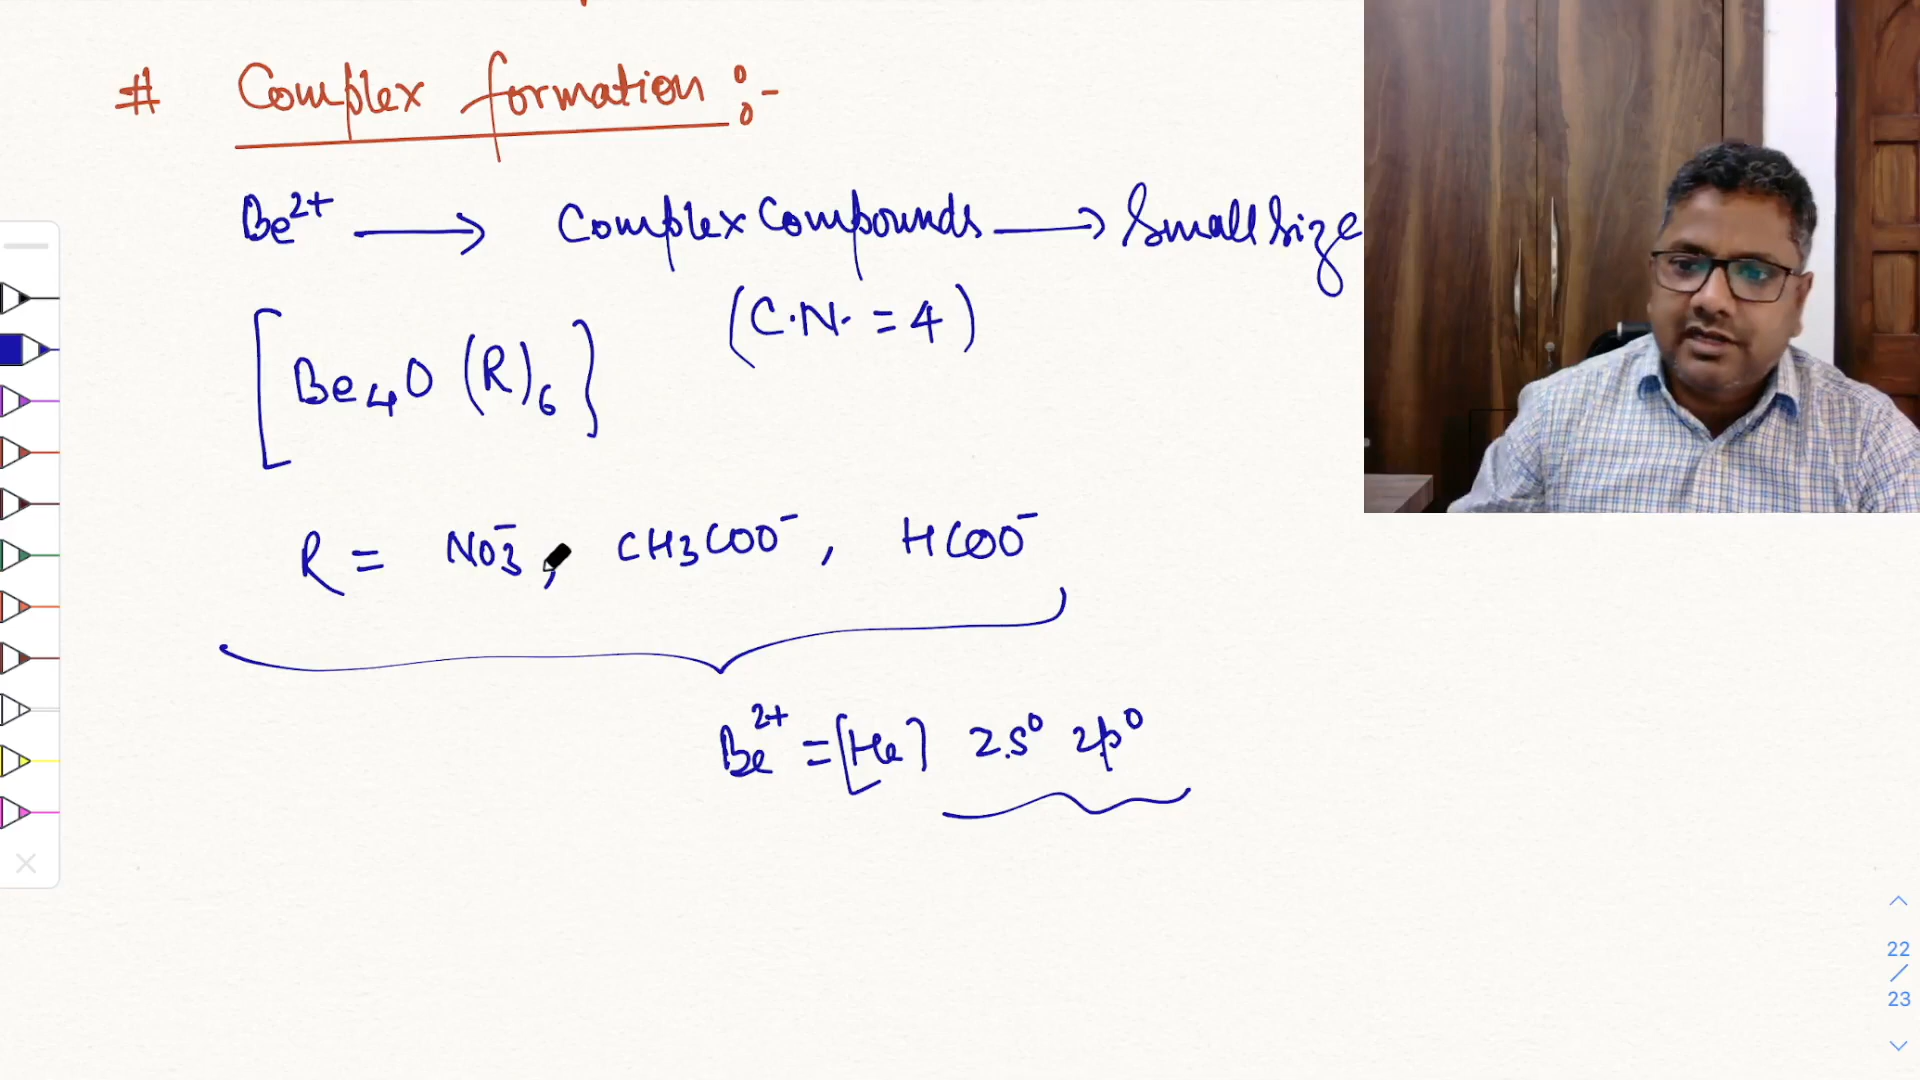 # Complex formation :-
Be²⁺ ⟶ Complex Compounds ⟶ Small Size
(C.N. = 4)
[Be₄O (R)₆]
R = NO₃⁻, CH₃COO⁻, HCOO⁻
Be²⁺ = [He] 2s⁰ 2p⁰
22
/
23